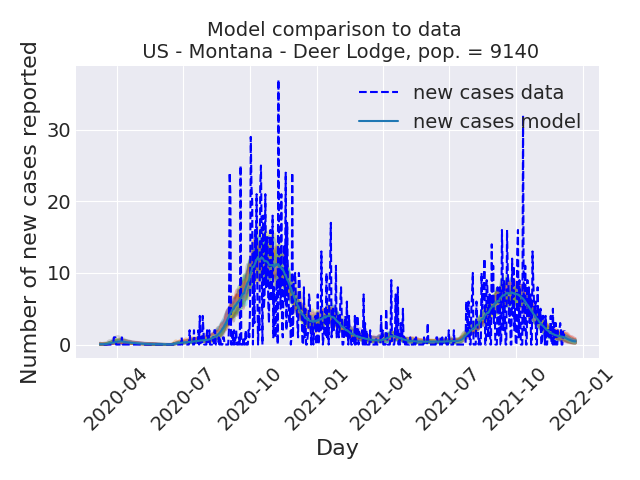 Model comparison to data
US - Montana - Deer Lodge, pop. = 9140
Number of new cases reported
30
20
10
0
new cases data
new cases model
2020-04
2020-07
2020-10
2021-01
2021-04
2021-07
2021-10
2022-01
Day